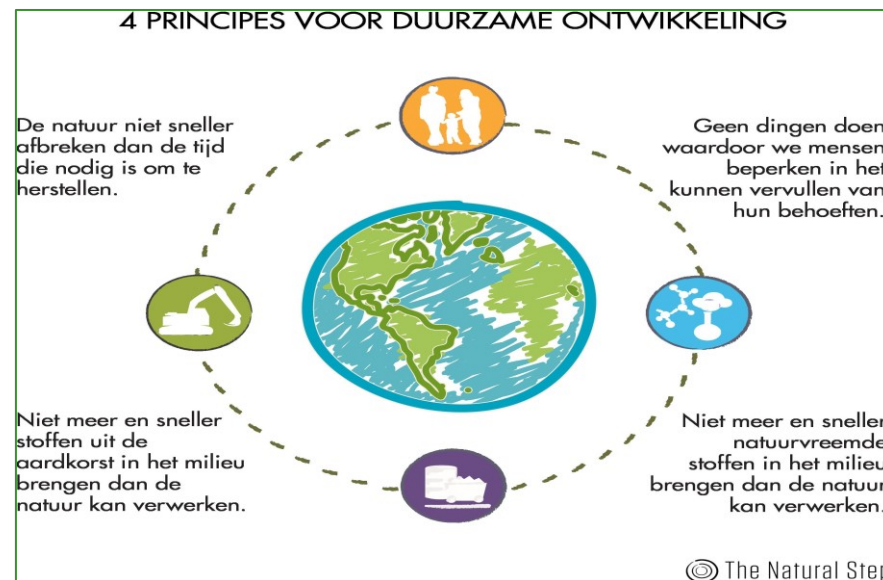 4 PRINCIPES VOOR DUURZAME ONTWIKKELING
De natuur niet sneller
afbreken dan de tijd
die nodig is om te
herstellen.
Geen dingen doen
waardoor we mensen
beperken in het
kunnen vervullen van
hun behoeften.
Niet meer en sneller
stoffen uit de
aardkorst in het milieu
brengen dan de
natuur kan verwerken.
Niet meer en sneller
natuurvreemde
stoffen in het milieu
brengen dan de natuur
kan verwerken.
The Natural Step